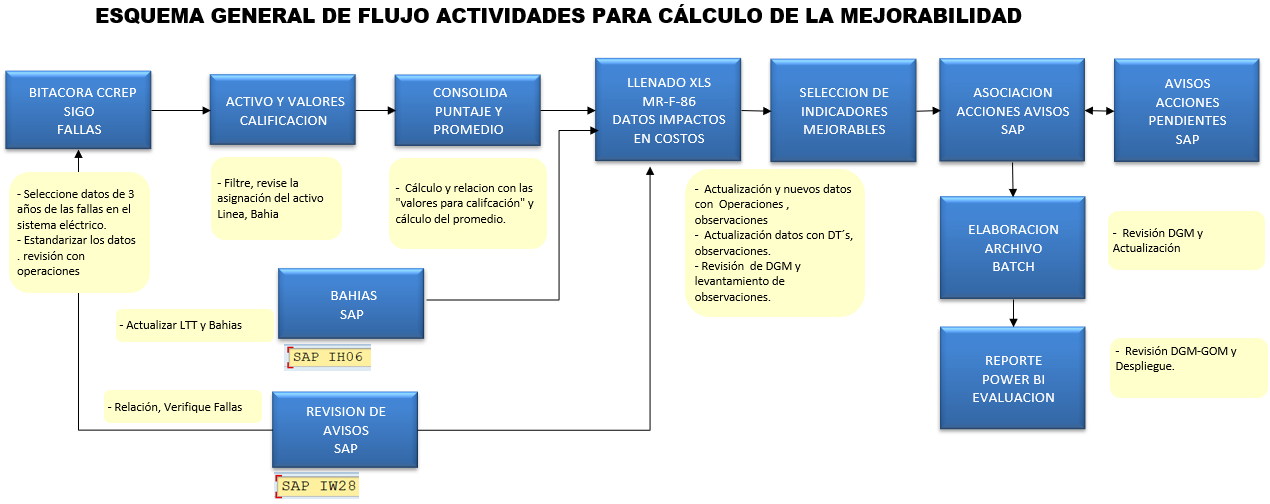 ESQUEMA GENERAL DE FLUJO ACTIVIDADES PARA CÁLCULO DE LA MEJORABILIDAD
BITACORA CCREP
SIGO
FALLAS
ACTIVO Y VALORES
CALIFICACION
CONSOLIDA
PUNTAJE Y
PROMEDIO
LLENADO XLS
MR-F-86
DATOS IMPACTOS
EN COSTOS
SELECCION DE
INDICADORES
MEJORABLES
ASOCIACION
ACCIONES AVISOS
SAP
AVISOS
ACCIONES
PENDIENTES
SAP
- Seleccione datos de 3
años de las fallas en el
sistema eléctrico.
- Estandarizar los datos
. revisión con
operaciones
- Filtre, revise la
asignación del activo
Linea, Bahia
- Cálculo y relacion con las
"valores para califcación" y
cálculo del promedio.
- Actualización y nuevos datos
con Operaciones ,
observaciones
- Actualización datos con DT´s,
observaciones.
- Revisión de DGM y
levantamiento de
observaciones.
ELABORACION
ARCHIVO
BATCH
- Revisión DGM y
Actualización
BAHIAS
SAP
- Actualizar LTT y Bahias
SAP IH06
REPORTE
POWER BI
EVALUACION
- Revisión DGM-GOM y
Despliegue.
- Relación, Verifique Fallas
REVISION DE
AVISOS
SAP
SAP IW28